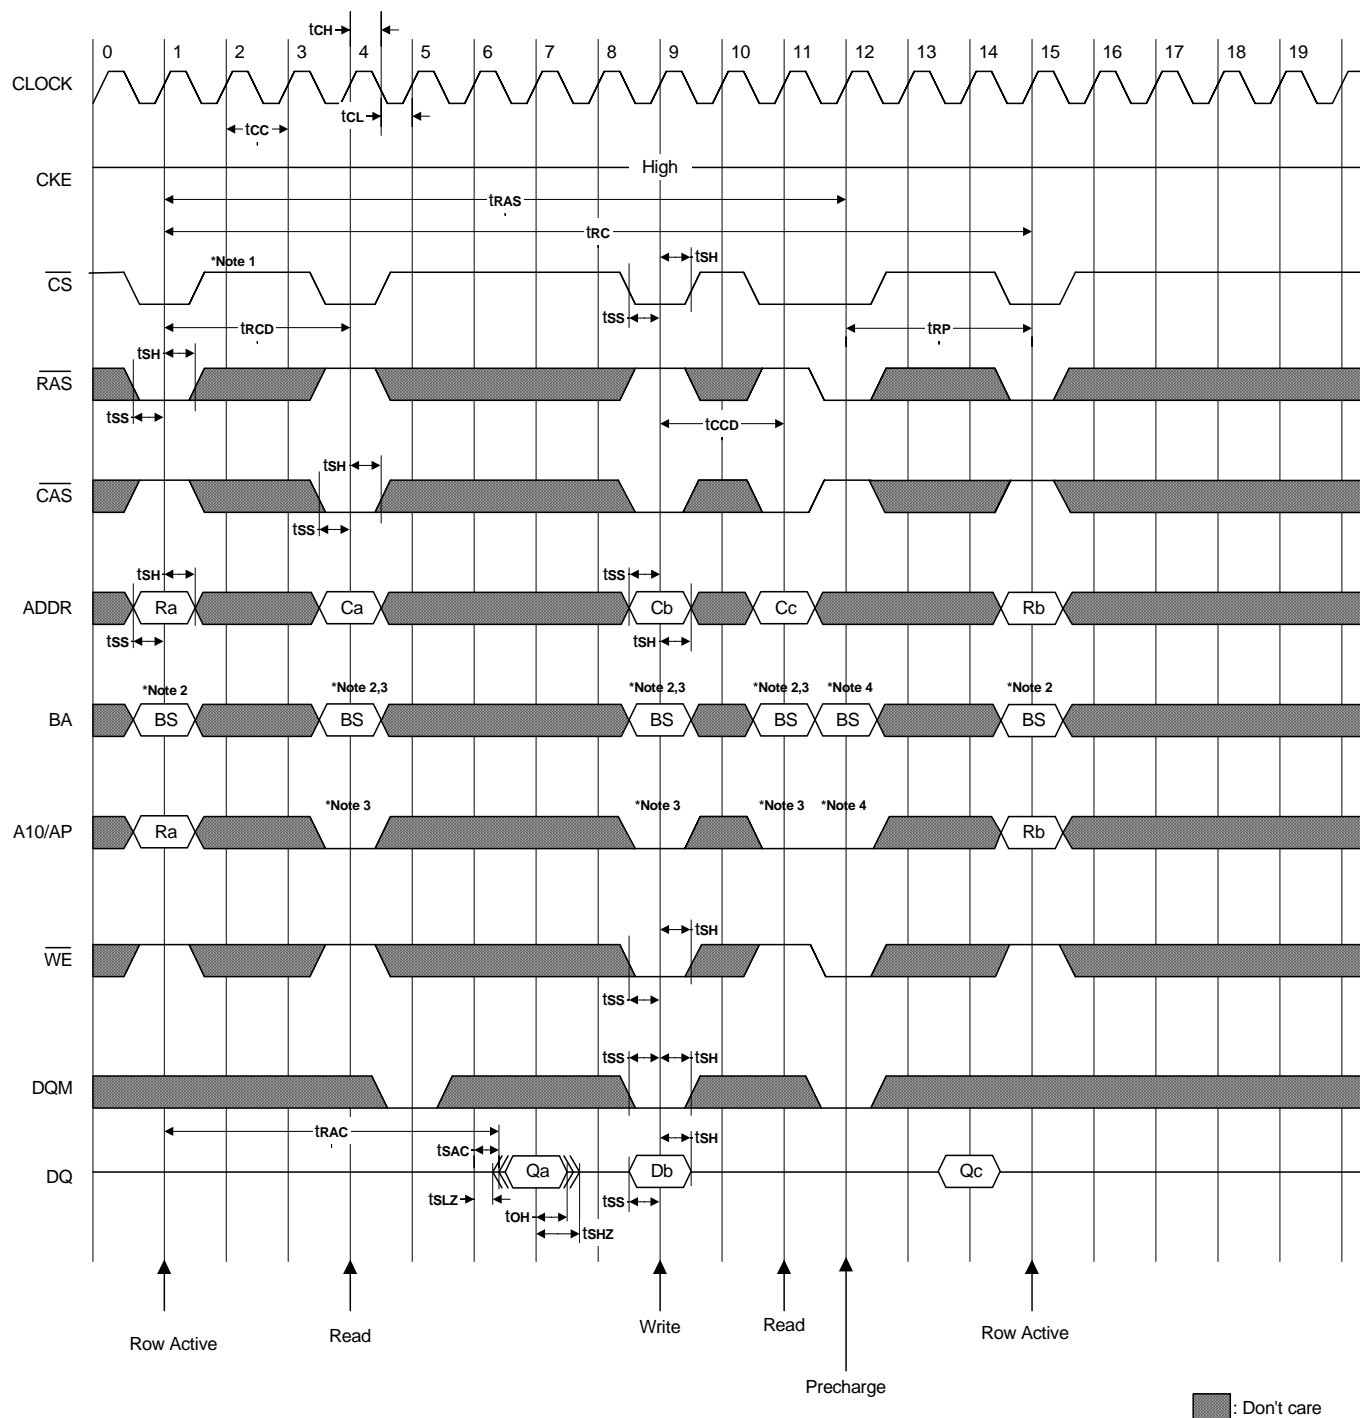 tCH
0 1 2 3 4 5 6 7 8 9 10 11 12 13 14 15 16 17 18 19
CLOCK
tCL
tCC
High
CKE
tRAS
tRC
*Note 1
tSH
CS
tSS
tRCD
tRP
tSH
RAS
tSS
tCCD
tSH
CAS
tSS
tSH
tSS
ADDR
Ra Ca Cb Cc Rb
tSS
tSH
*Note 2 *Note 2,3 *Note 2,3 *Note 2,3 *Note 4 *Note 2
BA
BS BS BS BS BS BS
*Note 3 *Note 3 *Note 3 *Note 4
A10/AP
Ra Rb
tSH
WE
tSS
tSS tSH
DQM
tRAC
tSH
tSAC
DQ
Qa Db Qc
tSLZ
tSS
tOH
tSHZ
Row Active
Read
Write
Read
Row Active
Precharge
: Don't care